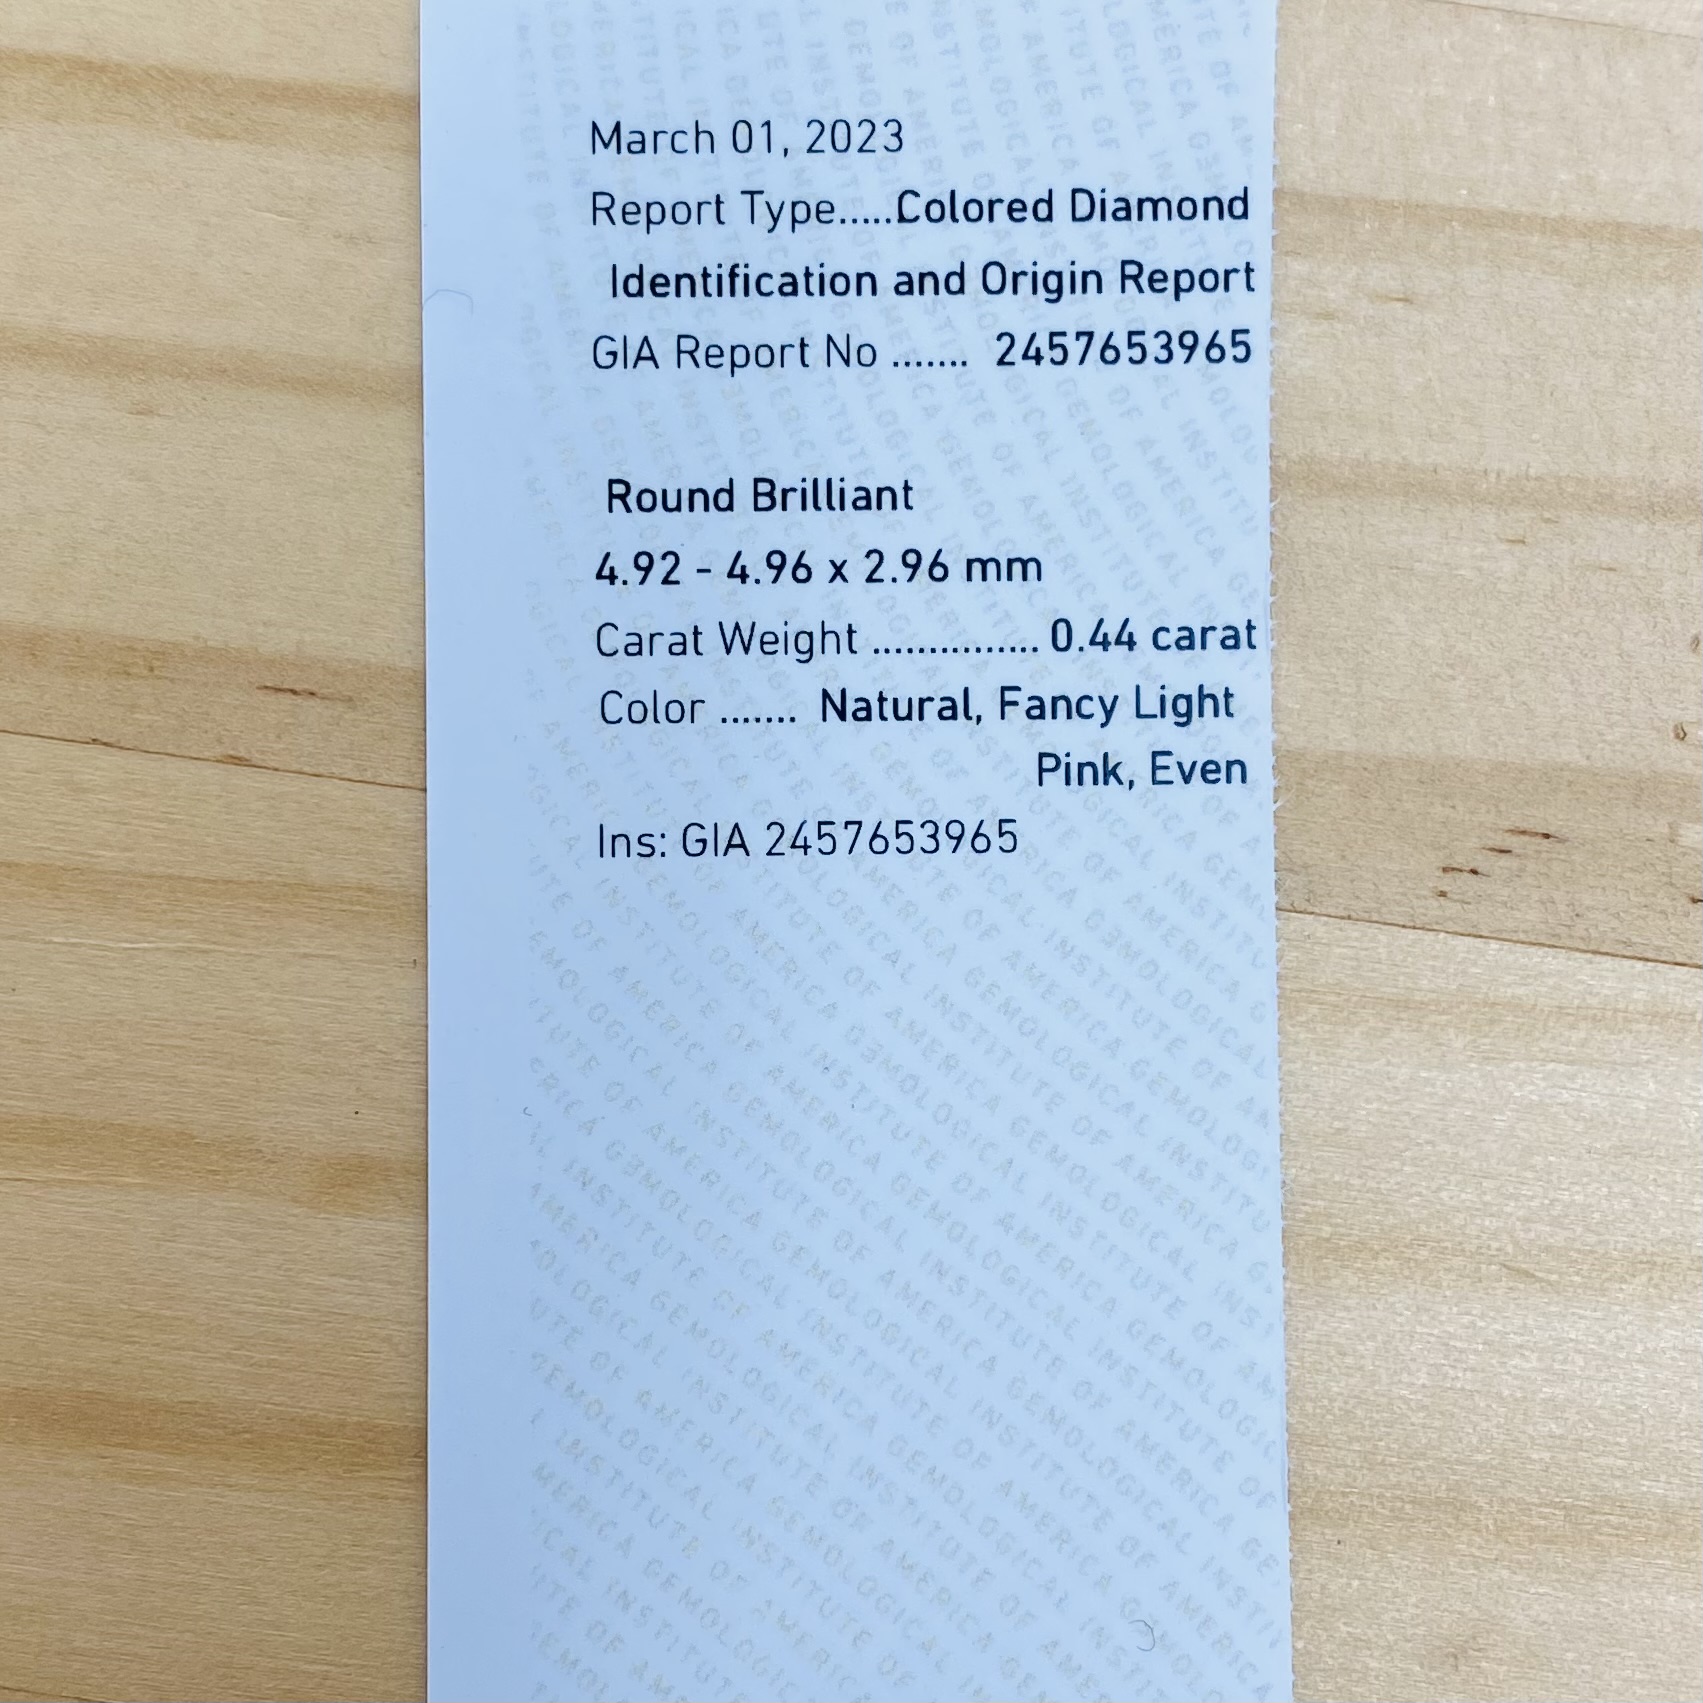 March 01, 2023
Report Type.....Colored Diamond
Identification and Origin Report
GIA Report No ....... 2457653965
Round Brilliant
4.92 - 4.96 x 2.96 mm
Carat Weight ............... 0.44 carat
Color ....... Natural, Fancy Light
Pink, Even
Ins: GIA 2457653965